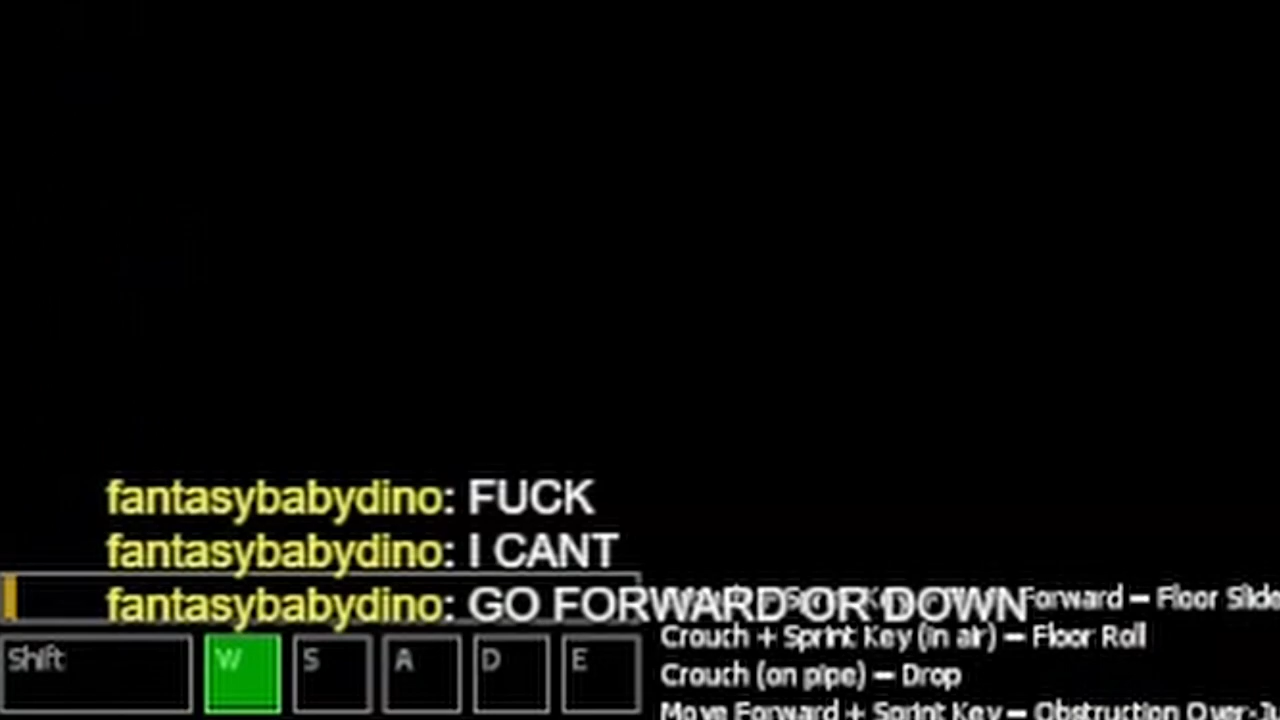 fantasybabydino: FUCK
fantasybabydino: I CANT
fantasybabydino: GO FORWARD OR DOWN
Forward — Floor Slide
Shift W S A D E
Crouch + Sprint Key (in air) — Floor Roll
Crouch (on pipe) — Drop
Move Forward + Sprint Key — Obstruction